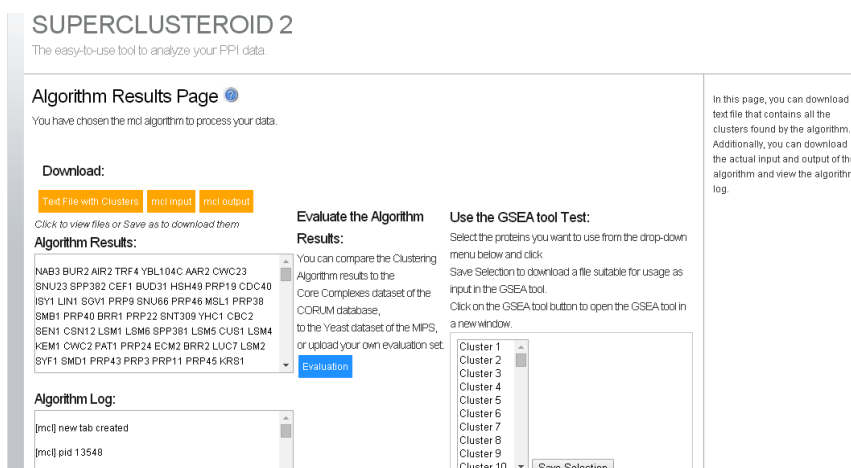 SUPERCLUSTEROID 2
The easy-to-use tool to analyze your PPI data.
Algorithm Results Page
You have chosen the mcl algorithm to process your data.
Download:
Text File with Clusters
mcl input
mcl output
Click to view files or Save as to download them
Algorithm Results:
NAB3 BUR2 AIR2 TRF4 YBL104C AAR2 CWC23
SNU23 SPP382 CEF1 BUD31 HSH49 PRP19 CDC40
ISY1 LIN1 SGV1 PRP9 SNU66 PRP46 MSL1 PRP38
SMB1 PRP40 BRR1 PRP22 SNT309 YHC1 CBC2
SEN1 CSN12 LSM1 LSM6 SPP381 LSM5 CUS1 LSM4
KEM1 CWC2 PAT1 PRP24 ECM2 BRR2 LUC7 LSM2
SYF1 SMD1 PRP43 PRP3 PRP11 PRP45 KRS1
Algorithm Log:
[mcl] new tab created
[mcl] pid 13548
Evaluate the Algorithm
Results:
You can compare the Clustering
Algorithm results to the
Core Complexes dataset of the
CORUM database,
to the Yeast dataset of the MIPS,
or upload your own evaluation set.
Evaluation
Use the GSEA tool Test:
Select the proteins you want to use from the drop-down
menu below and click
Save Selection to download a file suitable for usage as
input in the GSEA tool.
Click on the GSEA tool button to open the GSEA tool in
a new window.
Cluster 1
Cluster 2
Cluster 3
Cluster 4
Cluster 5
Cluster 6
Cluster 7
Cluster 8
Cluster 9
Cluster 10
Save Selection
In this page, you can download
text file that contains all the
clusters found by the algorithm.
Additionally, you can download
the actual input and output of the
algorithm and view the algorithm
log.